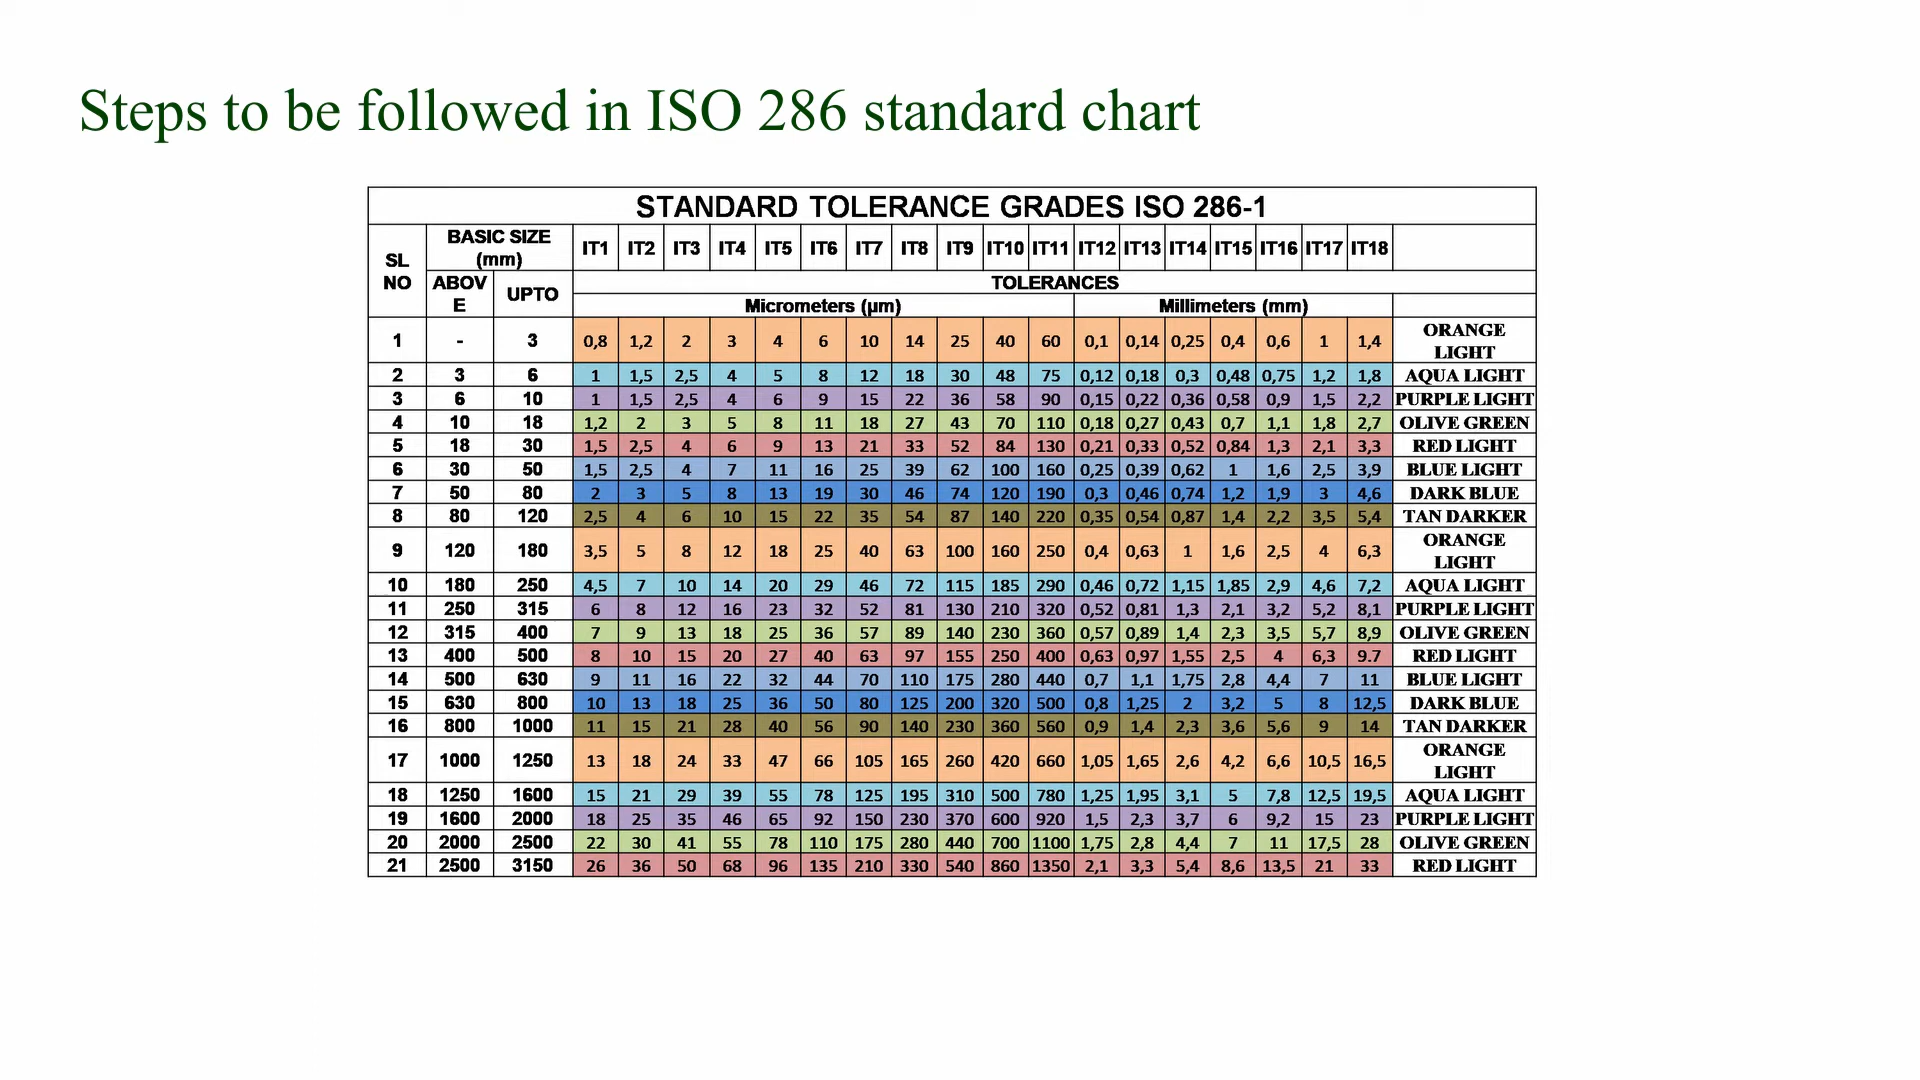 Steps to be followed in ISO 286 standard chart
STANDARD TOLERANCE GRADES ISO 286-1
SL NO BASIC SIZE (mm) IT1 IT2 IT3 IT4 IT5 IT6 IT7 IT8 IT9 IT10 IT11 IT12 IT13 IT14 IT15 IT16 IT17 IT18
ABOVE UPTO TOLERANCES
Micrometers (µm) Millimeters (mm)
1 - 3 0,8 1,2 2 3 4 6 10 14 25 40 60 0,1 0,14 0,25 0,4 0,6 1 1,4 ORANGE LIGHT
2 3 6 1 1,5 2,5 4 5 8 12 18 30 48 75 0,12 0,18 0,3 0,48 0,75 1,2 1,8 AQUA LIGHT
3 6 10 1 1,5 2,5 4 6 9 15 22 36 58 90 0,15 0,22 0,36 0,58 0,9 1,5 2,2 PURPLE LIGHT
4 10 18 1,2 2 3 5 8 11 18 27 43 70 110 0,18 0,27 0,43 0,7 1,1 1,8 2,7 OLIVE GREEN
5 18 30 1,5 2,5 4 6 9 13 21 33 52 84 130 0,21 0,33 0,52 0,84 1,3 2,1 3,3 RED LIGHT
6 30 50 1,5 2,5 4 7 11 16 25 39 62 100 160 0,25 0,39 0,62 1 1,6 2,5 3,9 BLUE LIGHT
7 50 80 2 3 5 8 13 19 30 46 74 120 190 0,3 0,46 0,74 1,2 1,9 3 4,6 DARK BLUE
8 80 120 2,5 4 6 10 15 22 35 54 87 140 220 0,35 0,54 0,87 1,4 2,2 3,5 5,4 TAN DARKER
9 120 180 3,5 5 8 12 18 25 40 63 100 160 250 0,4 0,63 1 1,6 2,5 4 6,3 ORANGE LIGHT
10 180 250 4,5 7 10 14 20 29 46 72 115 185 290 0,46 0,72 1,15 1,85 2,9 4,6 7,2 AQUA LIGHT
11 250 315 6 8 12 16 23 32 52 81 130 210 320 0,52 0,81 1,3 2,1 3,2 5,2 8,1 PURPLE LIGHT
12 315 400 7 9 13 18 25 36 57 89 140 230 360 0,57 0,89 1,4 2,3 3,5 5,7 8,9 OLIVE GREEN
13 400 500 8 10 15 20 27 40 63 97 155 250 400 0,63 0,97 1,55 2,5 4 6,3 9.7 RED LIGHT
14 500 630 9 11 16 22 32 44 70 110 175 280 440 0,7 1,1 1,75 2,8 4,4 7 11 BLUE LIGHT
15 630 800 10 13 18 25 36 50 80 125 200 320 500 0,8 1,25 2 3,2 5 8 12,5 DARK BLUE
16 800 1000 11 15 21 28 40 56 90 140 230 360 560 0,9 1,4 2,3 3,6 5,6 9 14 TAN DARKER
17 1000 1250 13 18 24 33 47 66 105 165 260 420 660 1,05 1,65 2,6 4,2 6,6 10,5 16,5 ORANGE LIGHT
18 1250 1600 15 21 29 39 55 78 125 195 310 500 780 1,25 1,95 3,1 5 7,8 12,5 19,5 AQUA LIGHT
19 1600 2000 18 25 35 46 65 92 150 230 370 600 920 1,5 2,3 3,7 6 9,2 15 23 PURPLE LIGHT
20 2000 2500 22 30 41 55 78 110 175 280 440 700 1100 1,75 2,8 4,4 7 11 17,5 28 OLIVE GREEN
21 2500 3150 26 36 50 68 96 135 210 330 540 860 1350 2,1 3,3 5,4 8,6 13,5 21 33 RED LIGHT